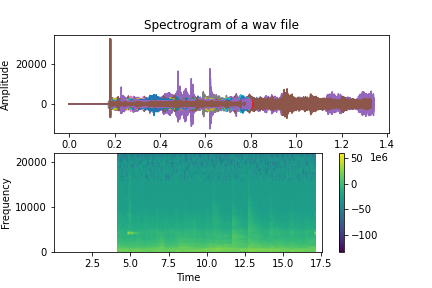 Spectrogram of a wav file
Amplitude
20000
0
0.0 0.2 0.4 0.6 0.8 1.0 1.2 1.4
1e6
Frequency
20000
10000
0
2.5 5.0 7.5 10.0 12.5 15.0 17.5
Time
50
0
−50
−100